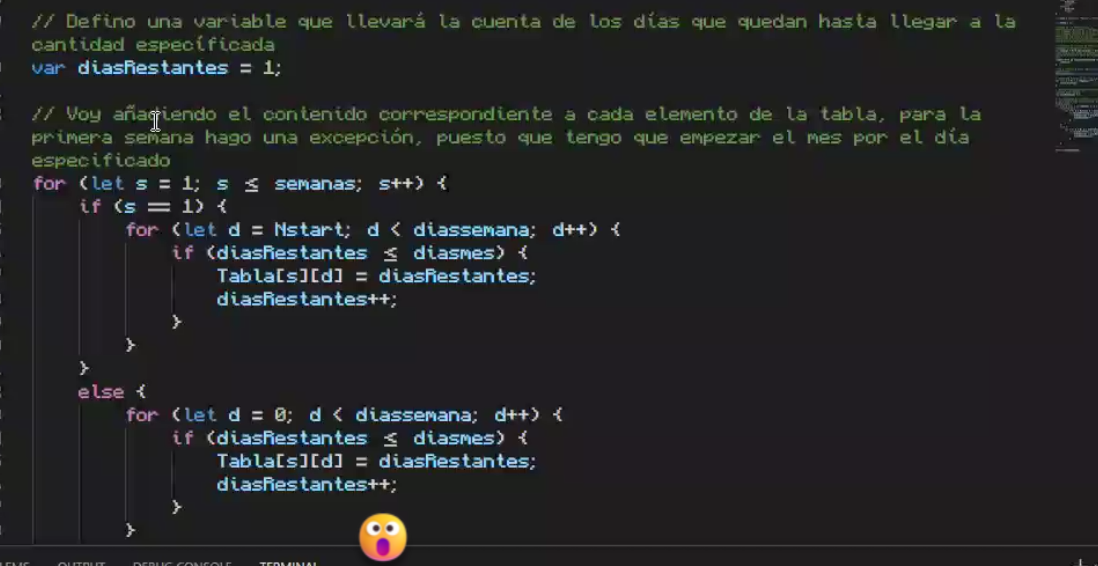 // Defino una variable que llevará la cuenta de los días que quedan hasta llegar a la
cantidad específicada
var diasRestantes = 1;
// Voy añadiendo el contenido correspondiente a cada elemento de la tabla, para la
primera semana hago una excepción, puesto que tengo que empezar el mes por el día
especificado
for (let s = 1; s ≤ semanas; s++) {
if (s == 1) {
for (let d = Nstart; d < diassemana; d++) {
if (diasRestantes ≤ diasmes) {
Tabla[s][d] = diasRestantes;
diasRestantes++;
}
}
}
else {
for (let d = 0; d < diassemana; d++) {
if (diasRestantes ≤ diasmes) {
Tabla[s][d] = diasRestantes;
diasRestantes++;
}
}
OUTPUT DEBUG CONSOLE TERMINAL